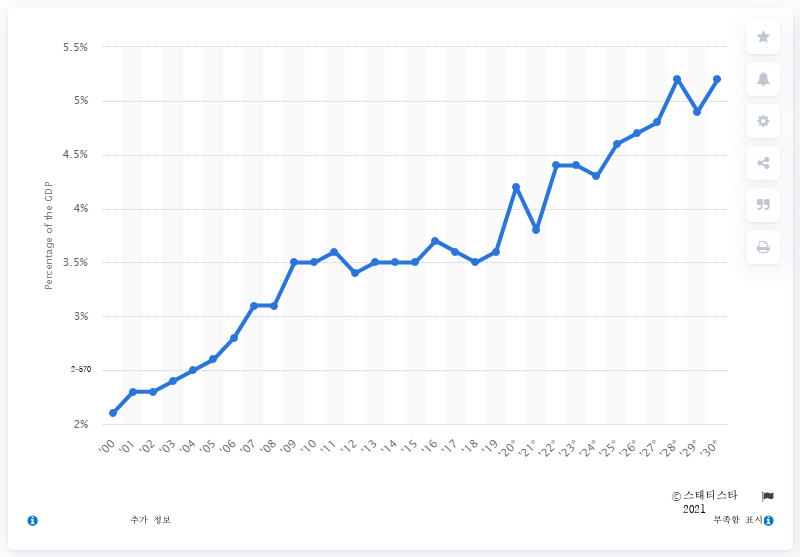 5.5%
5%
4.5%
4%
3.5%
3%
2-570
2%
Percentage of the GDP
'00 '01 '02 '03 '04 '05 '06 '07 '08 '09 '10 '11 '12 '13 '14 '15 '16 '17 '18 '19 '20* '21* '22* '23* '24* '25* '26* '27* '28* '29* '30*
© 스태티스타
2021
추가 정보
부족함 표시